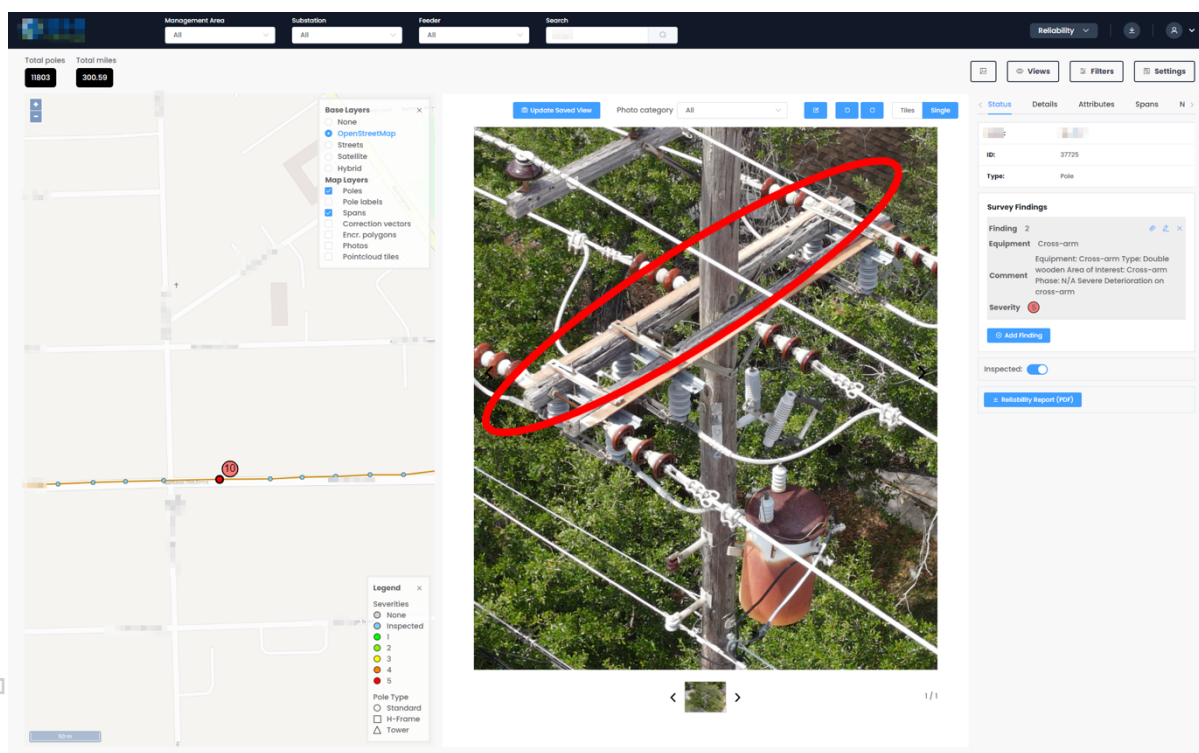 Management Area
Substation
Feeder
Search
All
All
All
Reliability
Total poles
Total miles
11803
300.59
Views
Filters
Settings
+
-
Base Layers ×
None
OpenStreetMap
Streets
Satellite
Hybrid
Map Layers
Poles
Pole labels
Spans
Correction vectors
Encr. polygons
Photos
Pointcloud tiles
10
Legend ×
Severities
None
Inspected
1
2
3
4
5
Pole Type
Standard
H-Frame
Tower
50 m
Update Saved View
Photo category
All
Tiles
Single
1 / 1
Status Details Attributes Spans N
ID: 37725
Type: Pole
Survey Findings
Finding 2
Equipment Cross-arm
Comment
Equipment: Cross-arm Type: Double
wooden Area of Interest: Cross-arm
Phase: N/A Severe Deterioration on
cross-arm
Severity 5
Add Finding
Inspected:
Reliability Report (PDF)